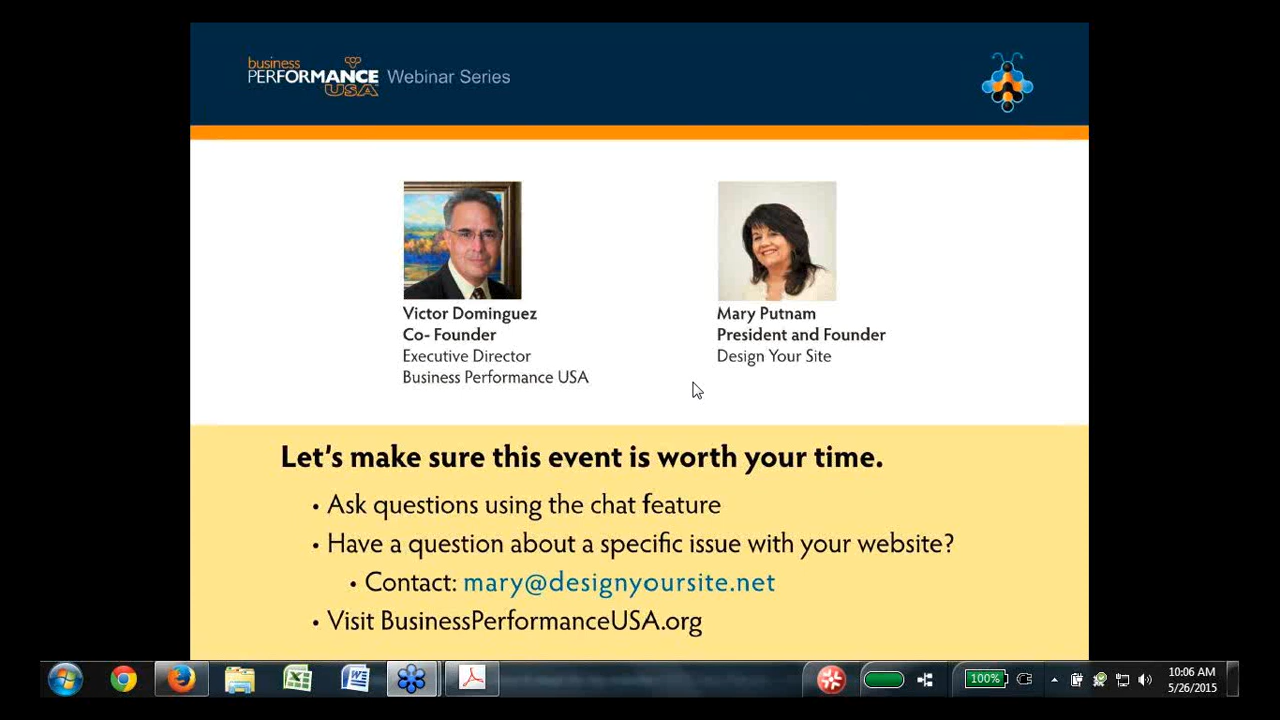 business
PERFORMANCE
USA
Webinar Series
Victor Dominguez
Co- Founder
Executive Director
Business Performance USA
Mary Putnam
President and Founder
Design Your Site
Let's make sure this event is worth your time.
• Ask questions using the chat feature
• Have a question about a specific issue with your website?
• Contact: mary@designyoursite.net
• Visit BusinessPerformanceUSA.org
100%
10:06 AM
5/26/2015